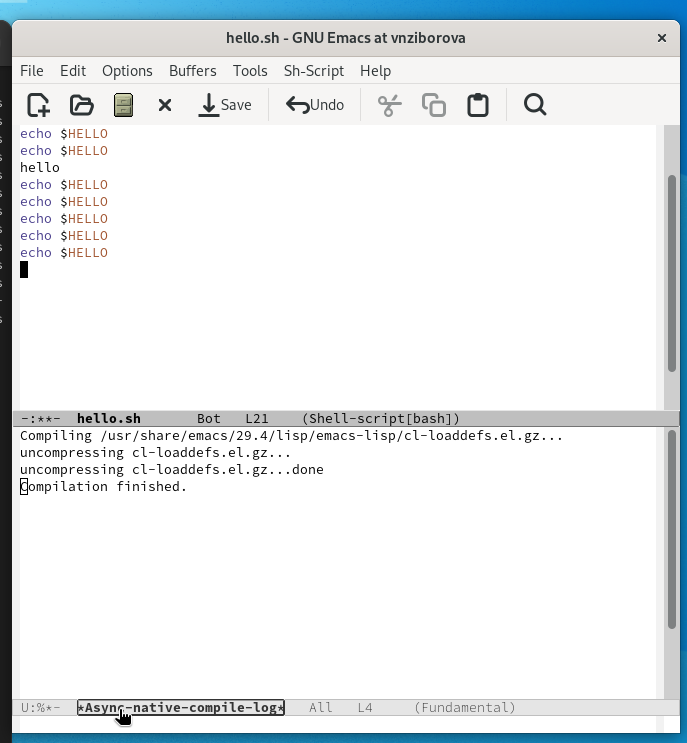 hello.sh - GNU Emacs at vnziborova ×
File Edit Options Buffers Tools Sh-Script Help
Save Undo
echo $HELLO
echo $HELLO
hello
echo $HELLO
echo $HELLO
echo $HELLO
echo $HELLO
echo $HELLO
-:**- hello.sh Bot L21 (Shell-script[bash])
Compiling /usr/share/emacs/29.4/lisp/emacs-lisp/cl-loaddefs.el.gz...
uncompressing cl-loaddefs.el.gz...
uncompressing cl-loaddefs.el.gz...done
Compilation finished.
U:%*- *Async-native-compile-log* All L4 (Fundamental)